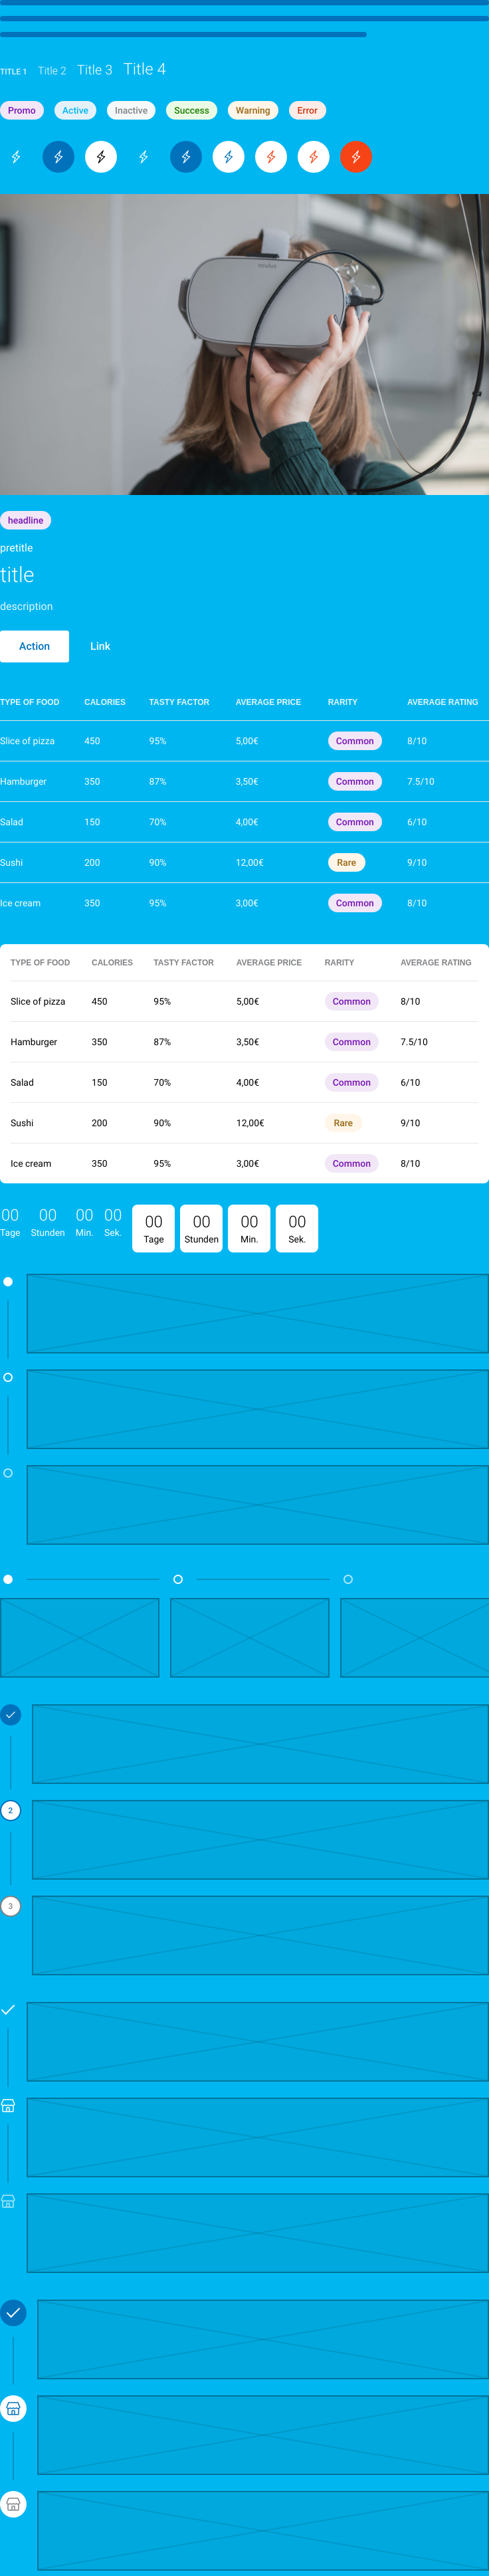 TITLE 1 Title 2 Title 3 Title 4
Promo Active Inactive Success Warning Error
oculus
headline
pretitle
title
description
Action Link
TYPE OF FOOD CALORIES TASTY FACTOR AVERAGE PRICE RARITY AVERAGE RATING
Slice of pizza 450 95% 5,00€ Common 8/10
Hamburger 350 87% 3,50€ Common 7.5/10
Salad 150 70% 4,00€ Common 6/10
Sushi 200 90% 12,00€ Rare 9/10
Ice cream 350 95% 3,00€ Common 8/10
TYPE OF FOOD CALORIES TASTY FACTOR AVERAGE PRICE RARITY AVERAGE RATING
Slice of pizza 450 95% 5,00€ Common 8/10
Hamburger 350 87% 3,50€ Common 7.5/10
Salad 150 70% 4,00€ Common 6/10
Sushi 200 90% 12,00€ Rare 9/10
Ice cream 350 95% 3,00€ Common 8/10
00 00 00 00 00 00 00 00
Tage Stunden Min. Sek. Tage Stunden Min. Sek.
2
3